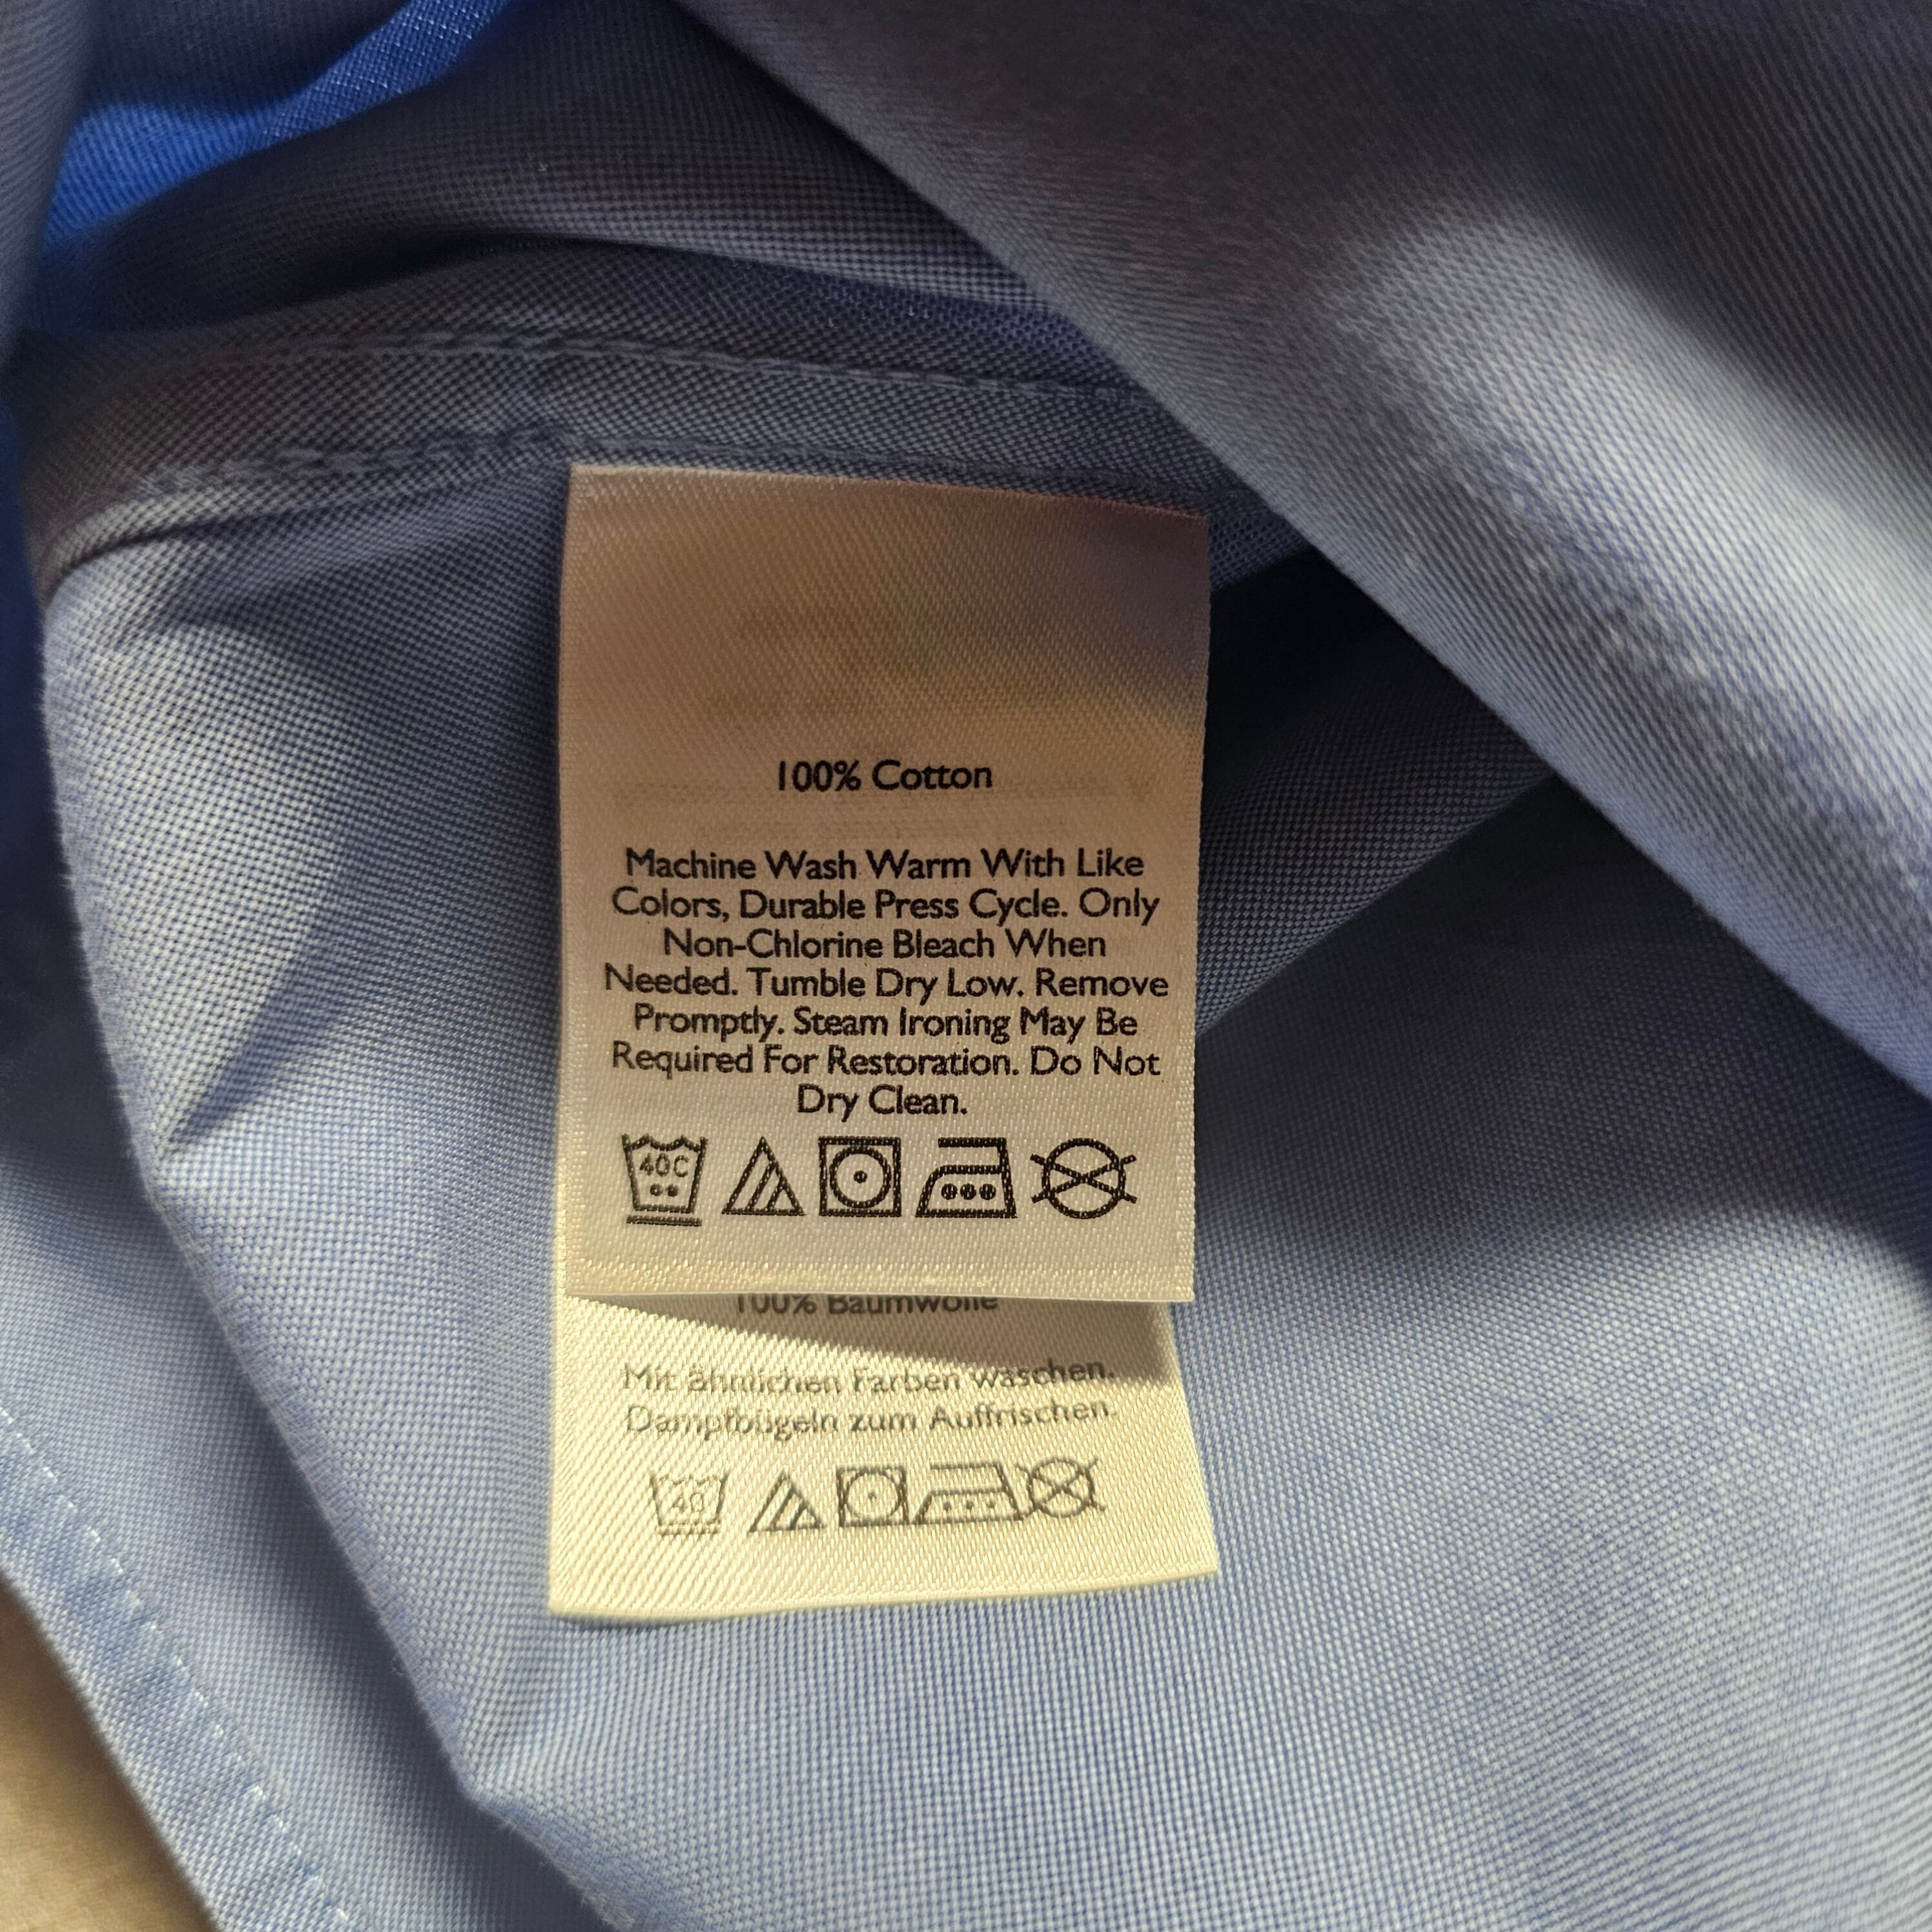 100% Cotton
Machine Wash Warm With Like
Colors, Durable Press Cycle. Only
Non-Chlorine Bleach When
Needed. Tumble Dry Low. Remove
Promptly. Steam Ironing May Be
Required For Restoration. Do Not
Dry Clean.
40C
100% Baumwolle
Mit ähnlichen Farben waschen.
Dampfbügeln zum Auffrischen.
40